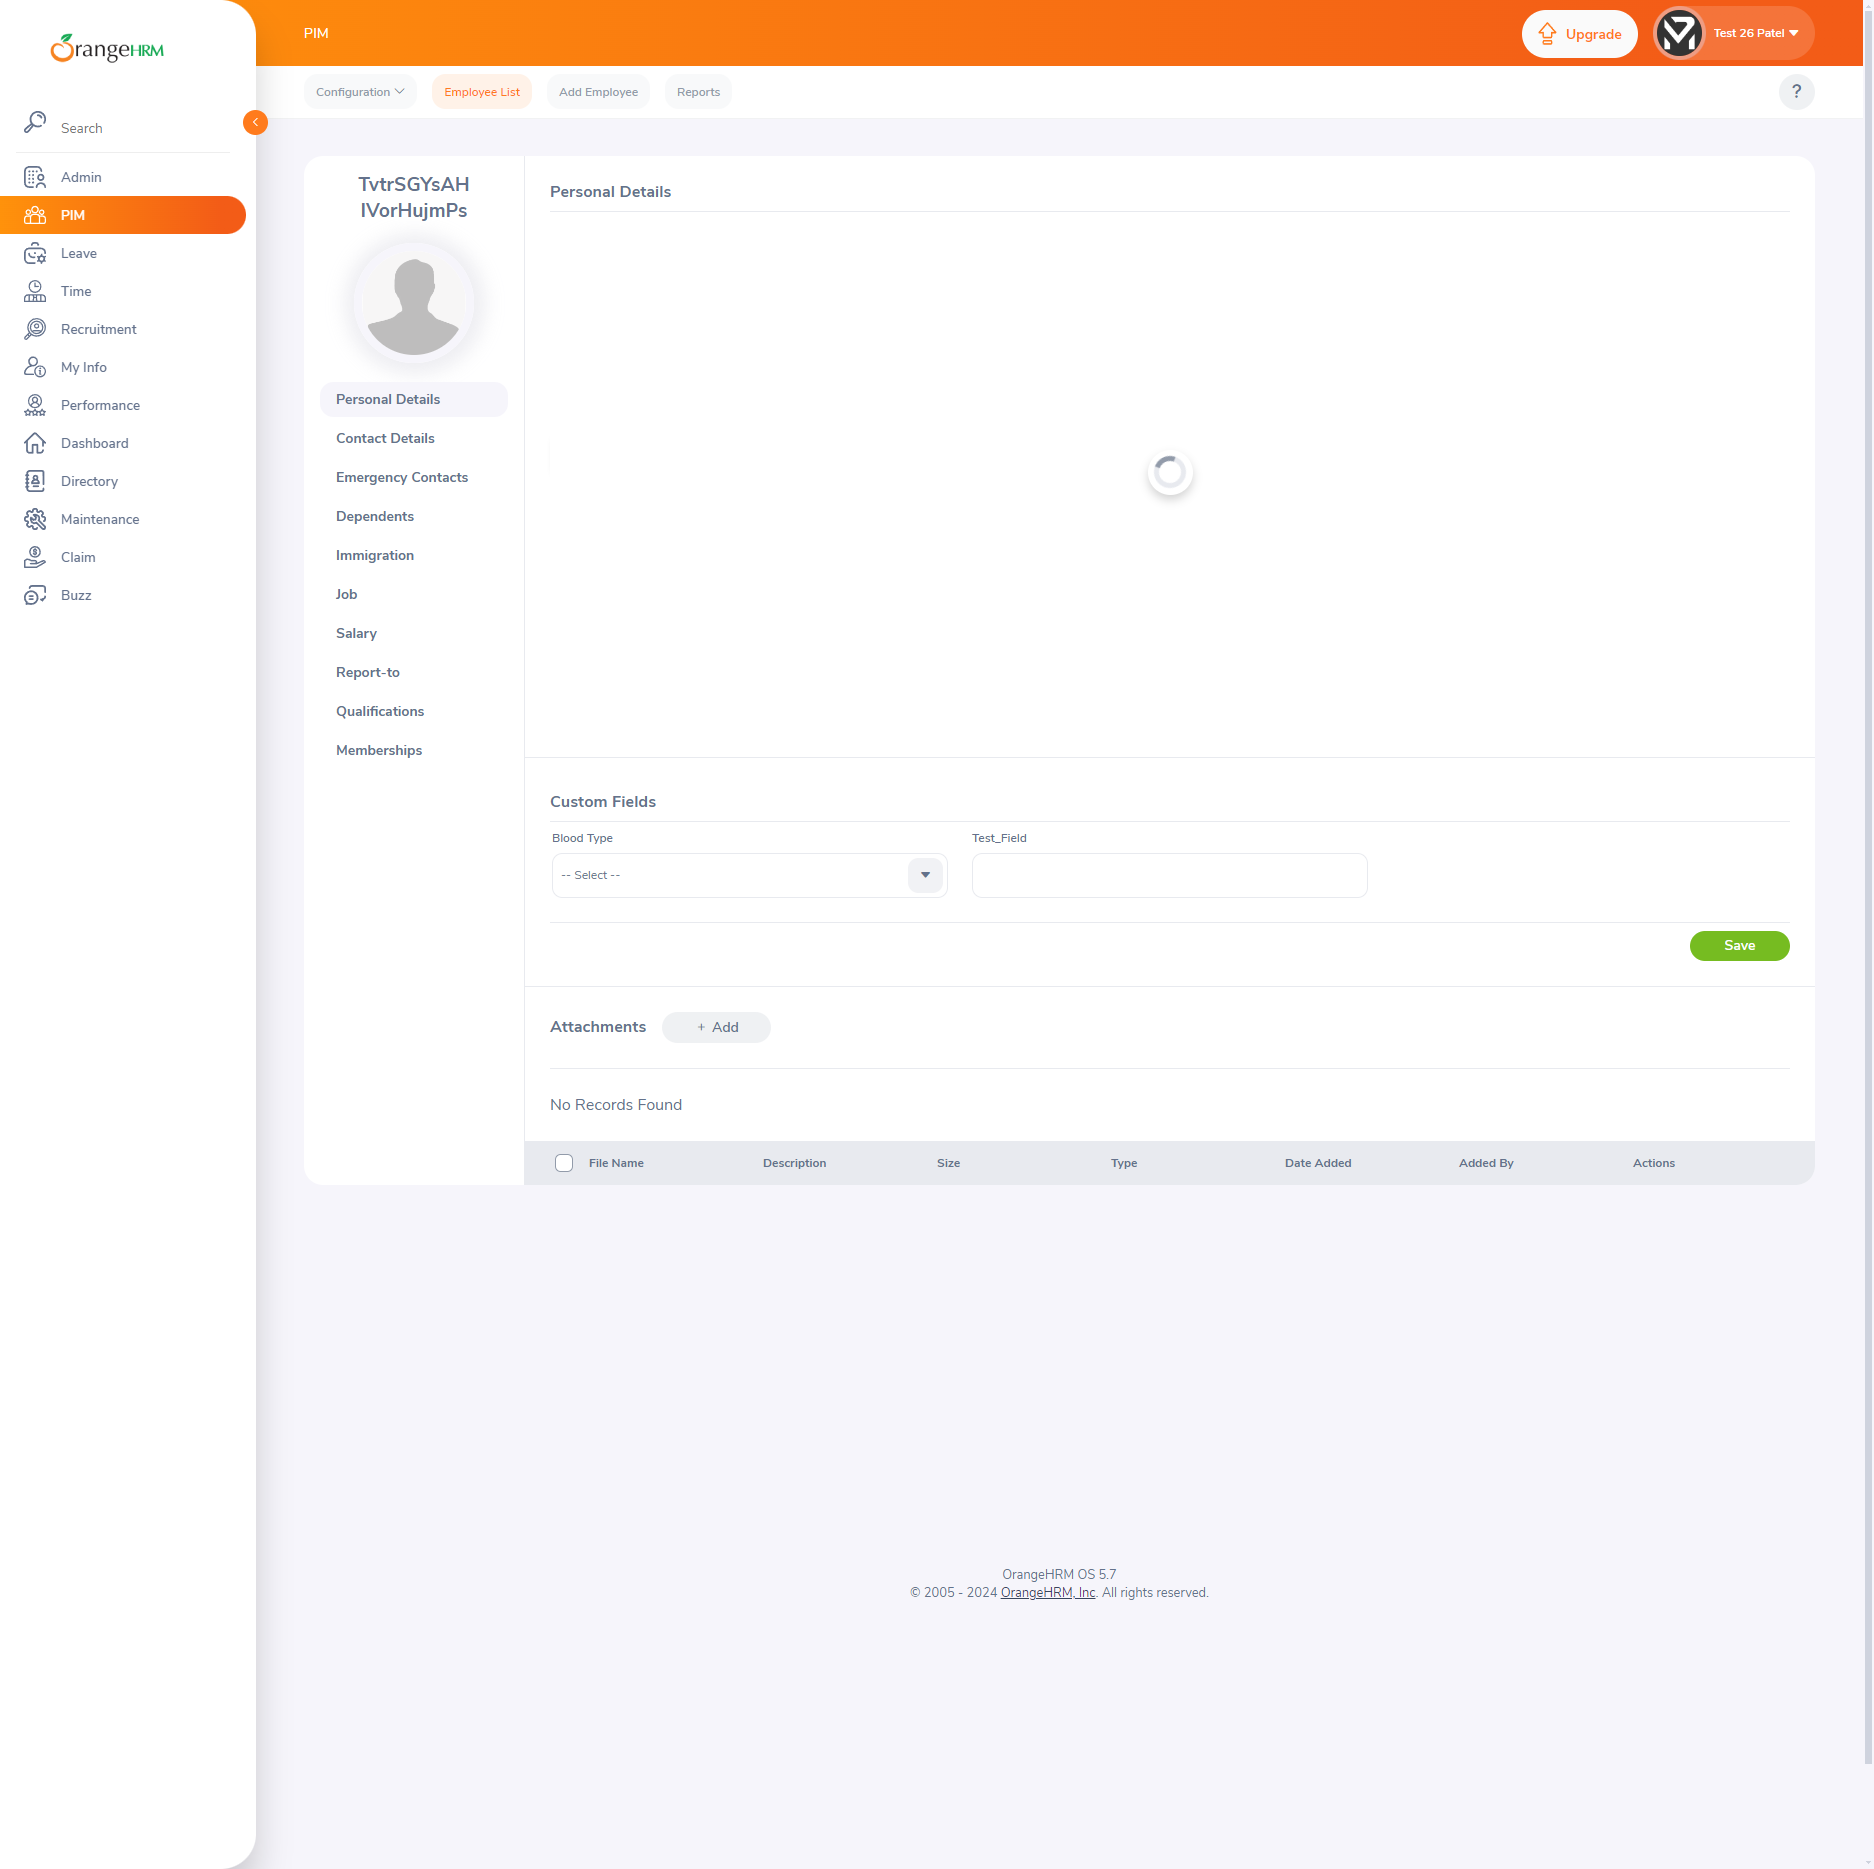 OrangeHRM
Search
Admin
PIM
Leave
Time
Recruitment
My Info
Performance
Dashboard
Directory
Maintenance
Claim
Buzz
PIM
Upgrade
Test 26 Patel
Configuration
Employee List
Add Employee
Reports
?
TvtrSGYsAH
lVorHujmPs
Personal Details
Contact Details
Emergency Contacts
Dependents
Immigration
Job
Salary
Report-to
Qualifications
Memberships
Personal Details
Custom Fields
Blood Type
Test_Field
-- Select --
Save
Attachments
+ Add
No Records Found
File Name
Description
Size
Type
Date Added
Added By
Actions
OrangeHRM OS 5.7
© 2005 - 2024 OrangeHRM, Inc. All rights reserved.